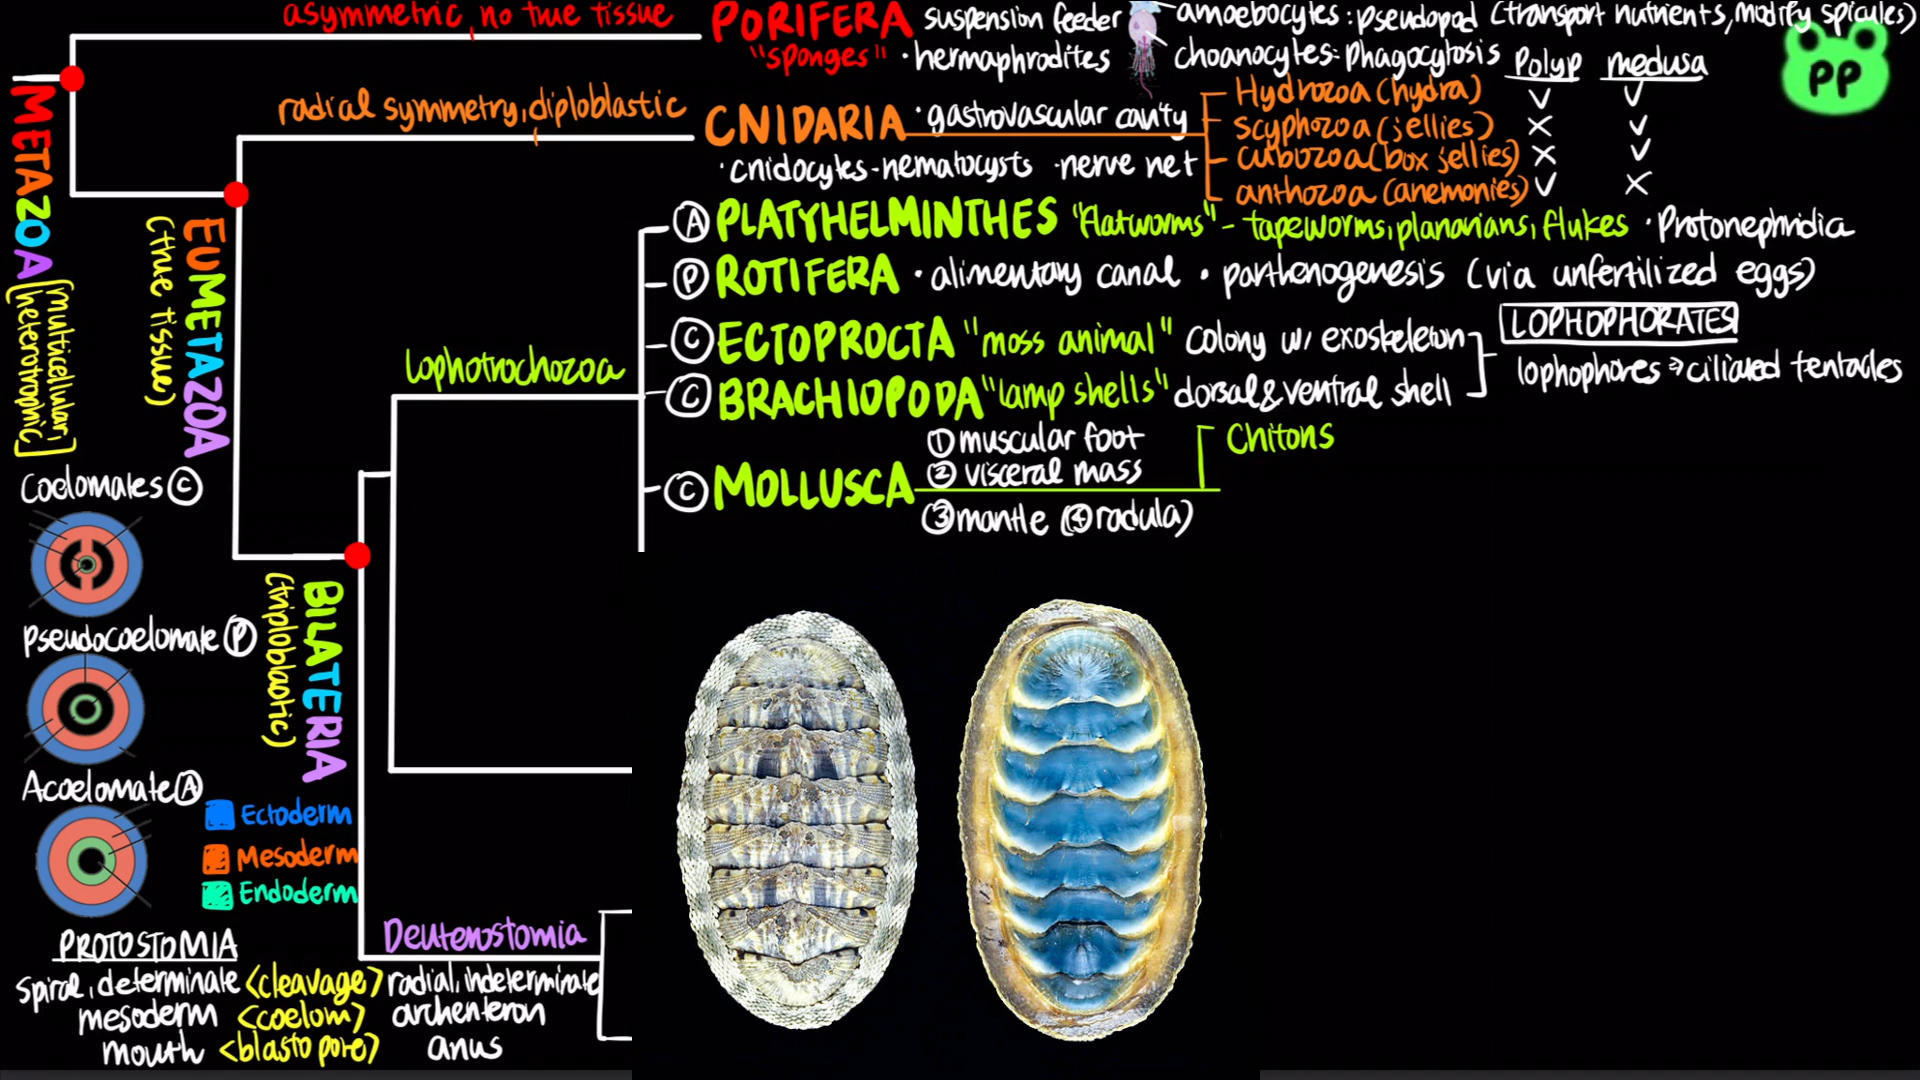 asymmetric, no true tissue
PORIFERA
"sponges"
suspension feeder
· hermaphrodites
amoebocytes: pseudopod (transport nutrients, modify spicules)
choanocytes: phagocytosis
PP
Polyp medusa
radial symmetry, diploblastic
CNIDARIA
· gastrovascular cavity
· cnidocytes - nematocysts · nerve net
Hydrozoa (hydra)
scyphozoa (jellies)
cubozoa (box jellies)
anthozoa (anemonies)
METAZOA
[multicellular, heterotrophic]
EUMETAZOA
(true tissue)
BILATERIA
(triploblaotic)
lophotrochozoa
A PLATYHELMINTHES "flatworms" - tapeworms, planarians, flukes · Protonephridia
P ROTIFERA · alimentary canal · parthenogenesis (via unfertilized eggs)
C ECTOPROCTA "moss animal" colony w/ exoskeleton
C BRACHIOPODA "lamp shells" dorsal & ventral shell
LOPHOPHORATES
lophophores → ciliated tentacles
C MOLLUSCA
① muscular foot
② visceral mass
③ mantle (④ radula)
Chitons
Coelomates C
Pseudocoelomate P
Acoelomate A
Ectoderm
Mesoderm
Endoderm
Deuterostomia
PROTOSTOMIA
spiral, determinate <cleavage> radial, indeterminate
mesoderm <coelom> archenteron
mouth <blasto pore> anus